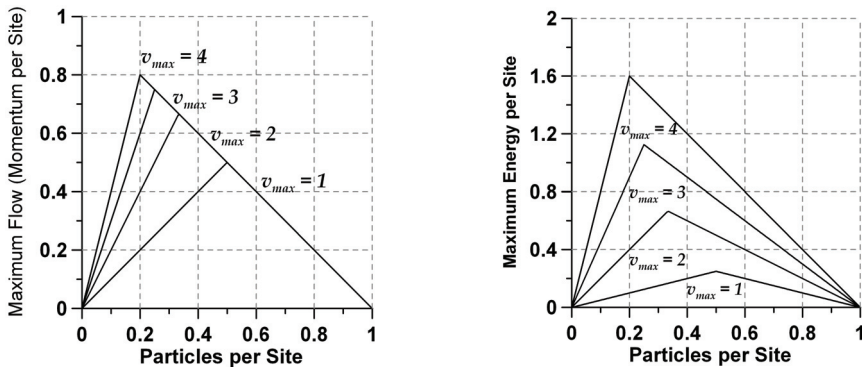 Maximum Flow (Momentum per Site)
1
0.8
0.6
0.4
0.2
0
v_max = 4
v_max = 3
v_max = 2
v_max = 1
0 0.2 0.4 0.6 0.8 1
Particles per Site
Maximum Energy per Site
2
1.6
1.2
0.8
0.4
0
v_max = 4
v_max = 3
v_max = 2
v_max = 1
0 0.2 0.4 0.6 0.8 1
Particles per Site